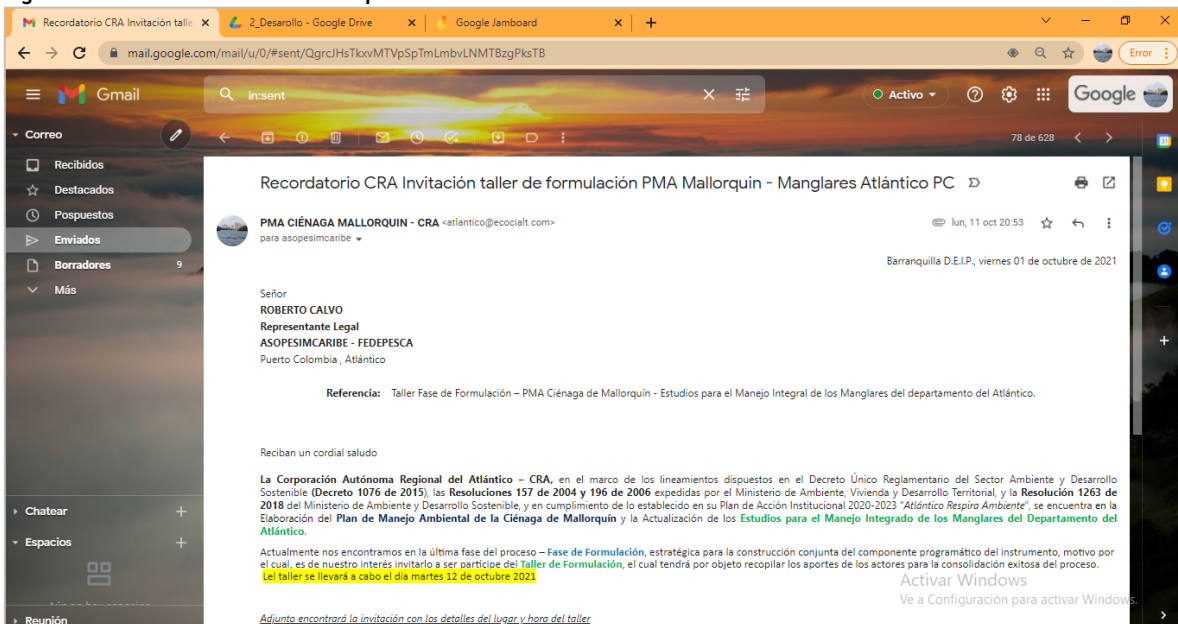 Recordatorio CRA Invitación talle
2_Desarollo - Google Drive
Google Jamboard
mail.google.com/mail/u/0/#sent/QgrcJHsTkxvMTVpSpTmLmbvLNMTBzgPksTB
Error
Gmail
in:sent
Activo
Google
Correo
78 de 628
Recibidos
Destacados
Pospuestos
Enviados
Borradores 9
Más
Chatear
Espacios
Reunión
Recordatorio CRA Invitación taller de formulación PMA Mallorquin - Manglares Atlántico PC
PMA CIÉNAGA MALLORQUIN - CRA <atlantico@ecocialt.com>
lun, 11 oct 20:53
para asopesimcaribe
Barranquilla D.E.I.P., viernes 01 de octubre de 2021
Señor
ROBERTO CALVO
Representante Legal
ASOPESIMCARIBE - FEDEPESCA
Puerto Colombia , Atlántico
Referencia: Taller Fase de Formulación – PMA Ciénaga de Mallorquín - Estudios para el Manejo Integral de los Manglares del departamento del Atlántico.
Reciban un cordial saludo
La Corporación Autónoma Regional del Atlántico – CRA, en el marco de los lineamientos dispuestos en el Decreto Único Reglamentario del Sector Ambiente y Desarrollo
Sostenible (Decreto 1076 de 2015), las Resoluciones 157 de 2004 y 196 de 2006 expedidas por el Ministerio de Ambiente, Vivienda y Desarrollo Territorial, y la Resolución 1263 de
2018 del Ministerio de Ambiente y Desarrollo Sostenible, y en cumplimiento de lo establecido en su Plan de Acción Institucional 2020-2023 "Atlántico Respira Ambiente", se encuentra en la
Elaboración del Plan de Manejo Ambiental de la Ciénaga de Mallorquín y la Actualización de los Estudios para el Manejo Integrado de los Manglares del Departamento del
Atlántico.
Actualmente nos encontramos en la última fase del proceso – Fase de Formulación, estratégica para la construcción conjunta del componente programático del instrumento, motivo por
el cual, es de nuestro interés invitarlo a ser partícipe del Taller de Formulación, el cual tendrá por objeto recopilar los aportes de los actores para la consolidación exitosa del proceso.
Lel taller se llevará a cabo el día martes 12 de octubre 2021
Adjunto encontrará la invitación con los detalles del lugar y hora del taller
Activar Windows
Ve a Configuración para activar Windows.